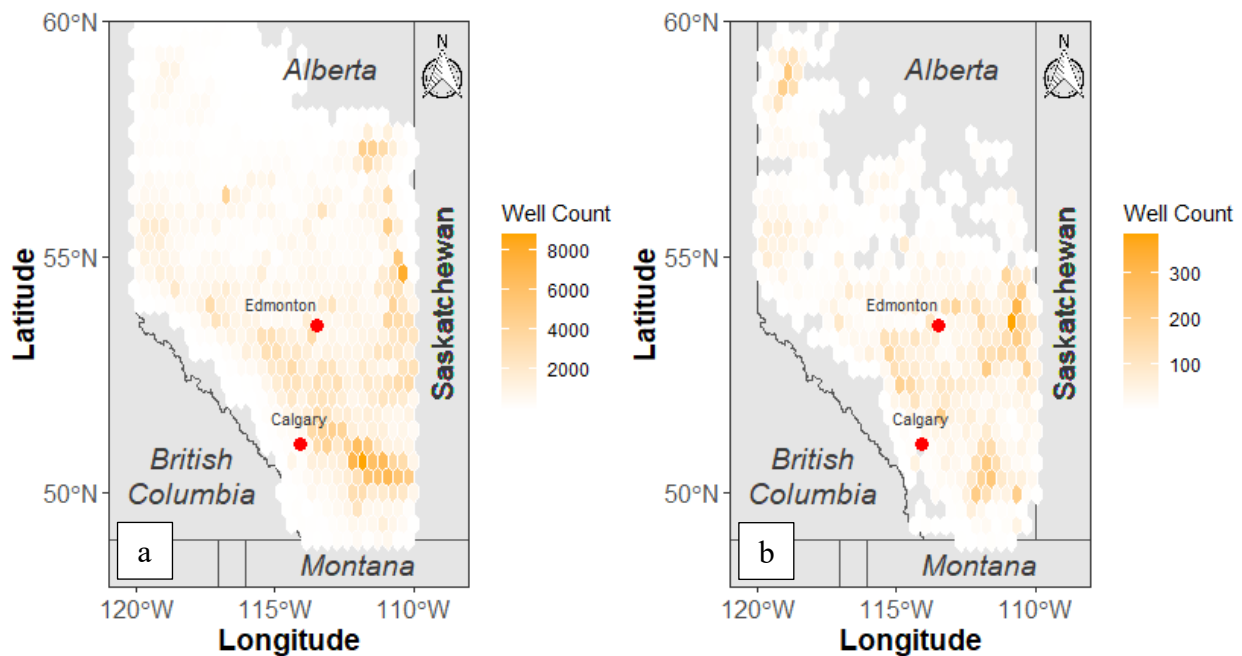 60°N
55°N
50°N
Latitude
N
Alberta
Edmonton
Calgary
British
Columbia
Saskatchewan
Montana
a
120°W
115°W
110°W
Longitude
Well Count
8000
6000
4000
2000
60°N
55°N
50°N
Latitude
N
Alberta
Edmonton
Calgary
British
Columbia
Saskatchewan
Montana
b
120°W
115°W
110°W
Longitude
Well Count
300
200
100